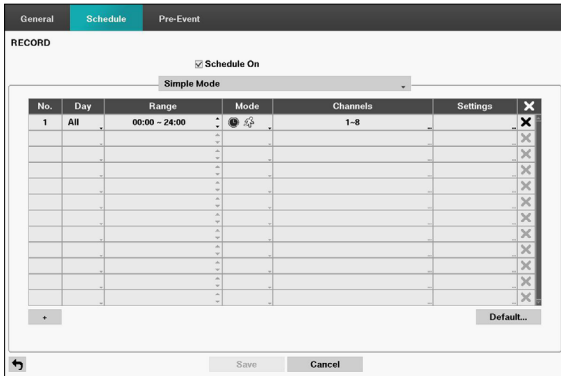 General Schedule Pre-Event
RECORD
Schedule On
Simple Mode
No. Day Range Mode Channels Settings
1 All 00:00 ~ 24:00 1~8
+ Default...
Save Cancel